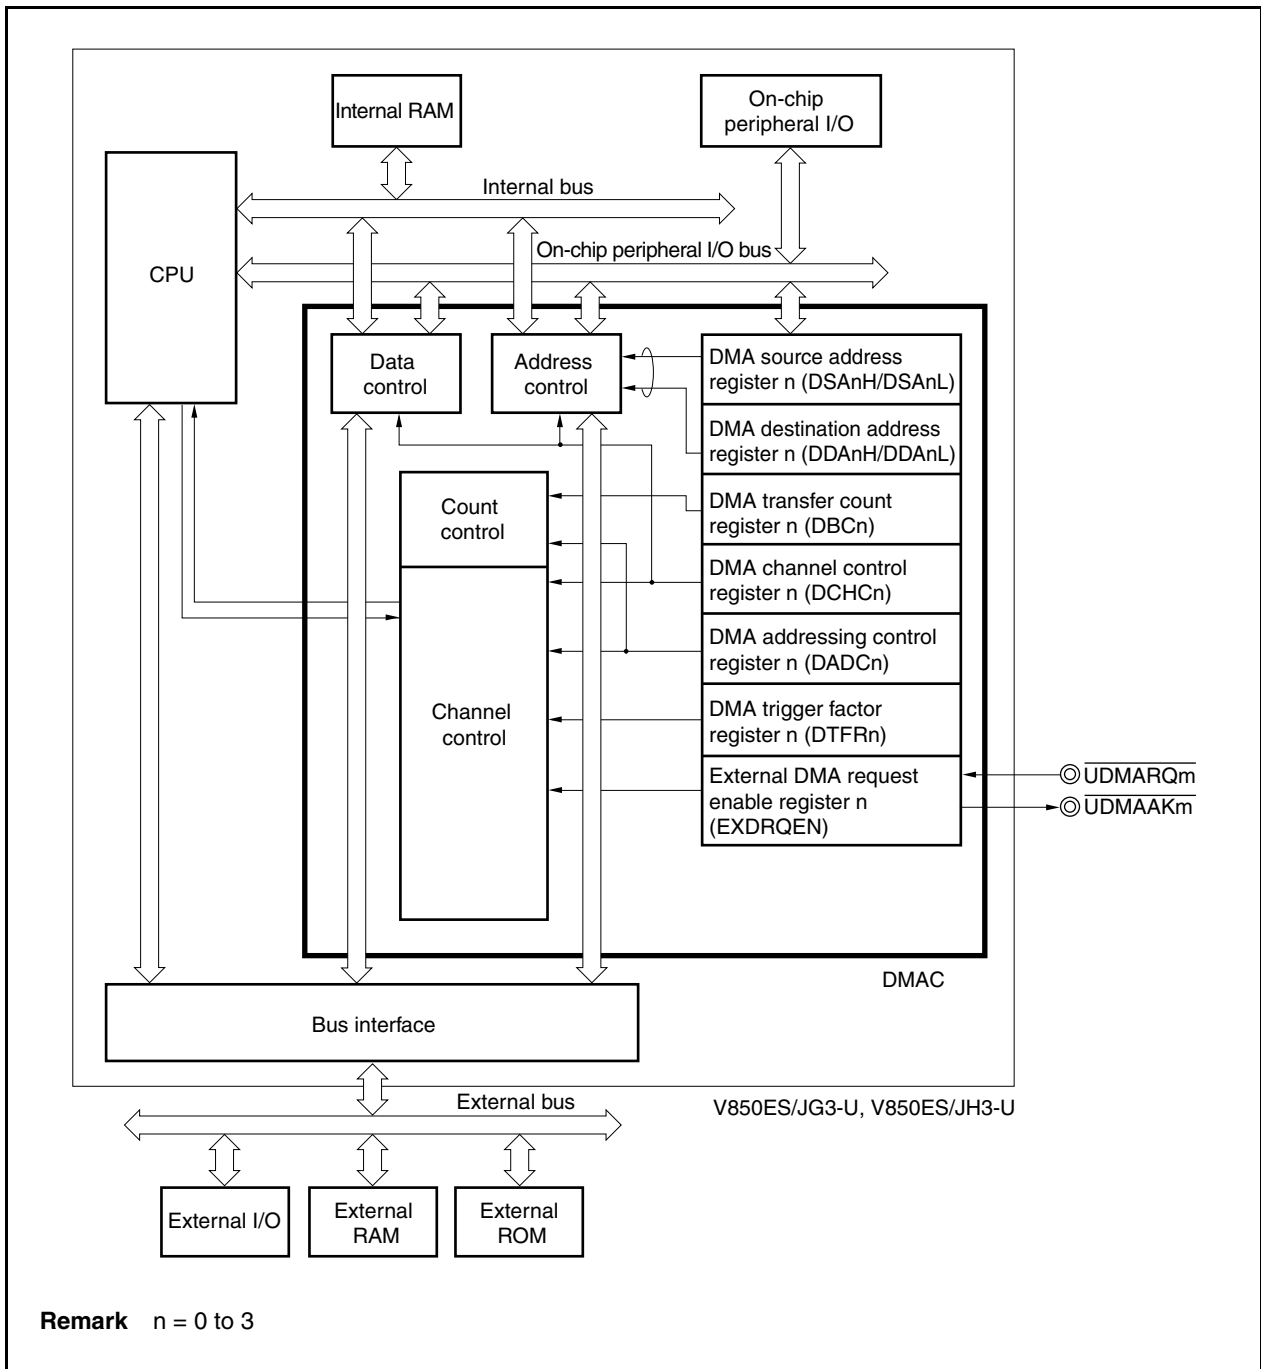 Internal RAM
On-chip
peripheral I/O
Internal bus
On-chip peripheral I/O bus
CPU
Data
control
Address
control
DMA source address
register n (DSAnH/DSAnL)
DMA destination address
register n (DDAnH/DDAnL)
Count
control
DMA transfer count
register n (DBCn)
DMA channel control
register n (DCHCn)
DMA addressing control
register n (DADCn)
Channel
control
DMA trigger factor
register n (DTFRn)
External DMA request
enable register n
(EXDRQEN)
UDMARQm
UDMAAKm
DMAC
Bus interface
External bus
V850ES/JG3-U, V850ES/JH3-U
External I/O
External
RAM
External
ROM
Remark n = 0 to 3